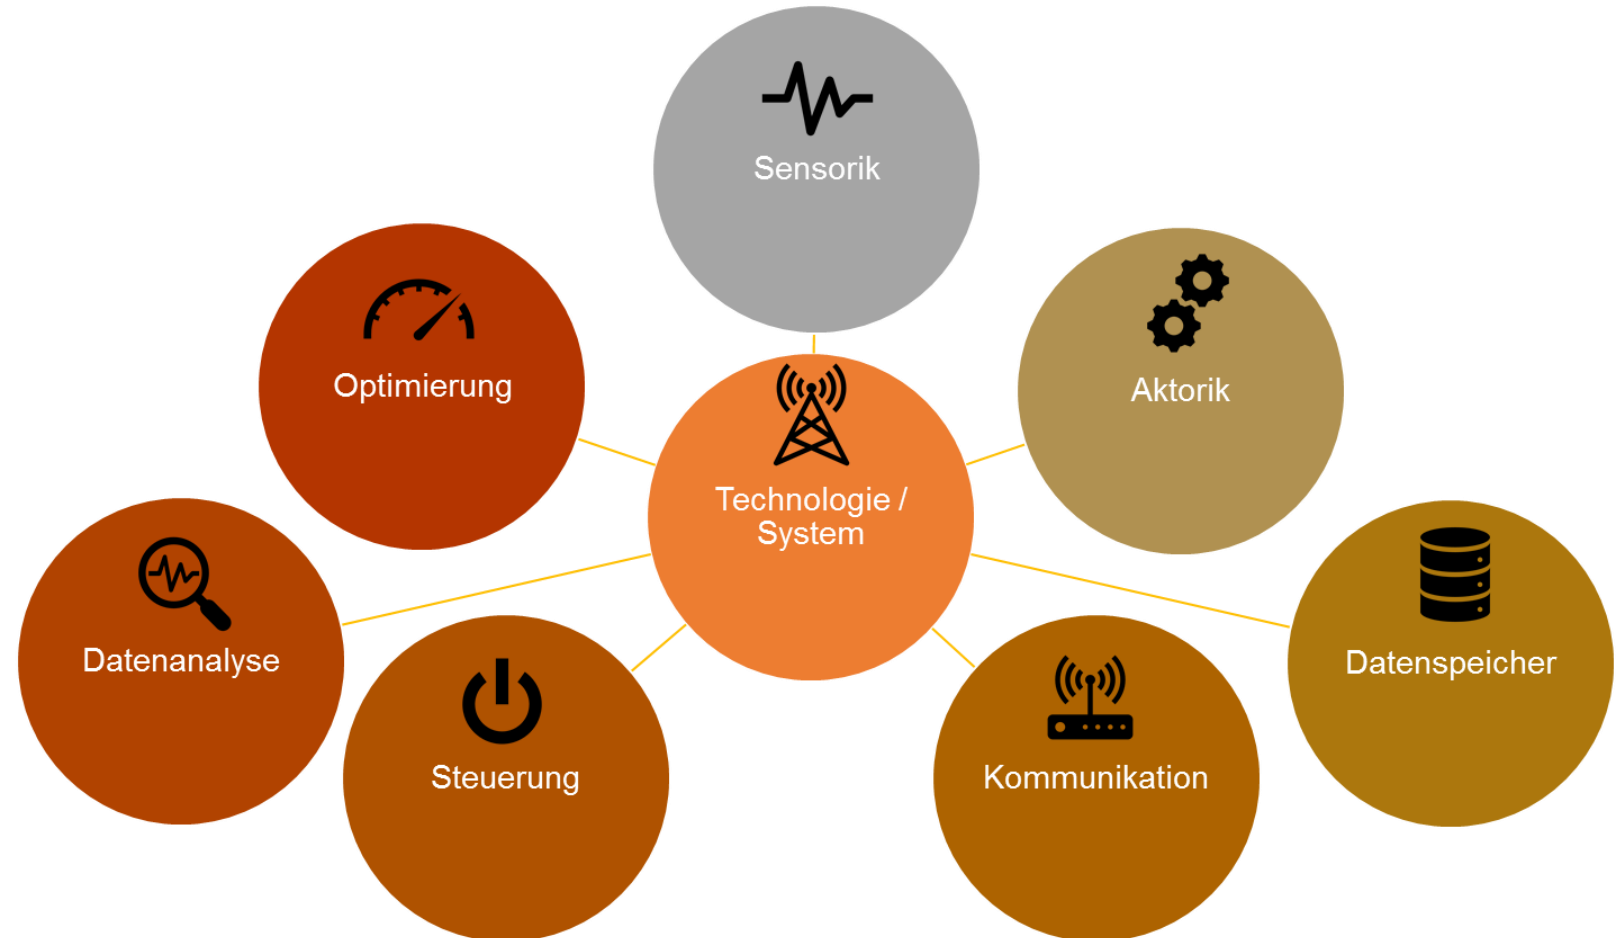 Sensorik
Optimierung
Aktorik
Technologie /
System
Datenanalyse
Datenspeicher
Steuerung
Kommunikation